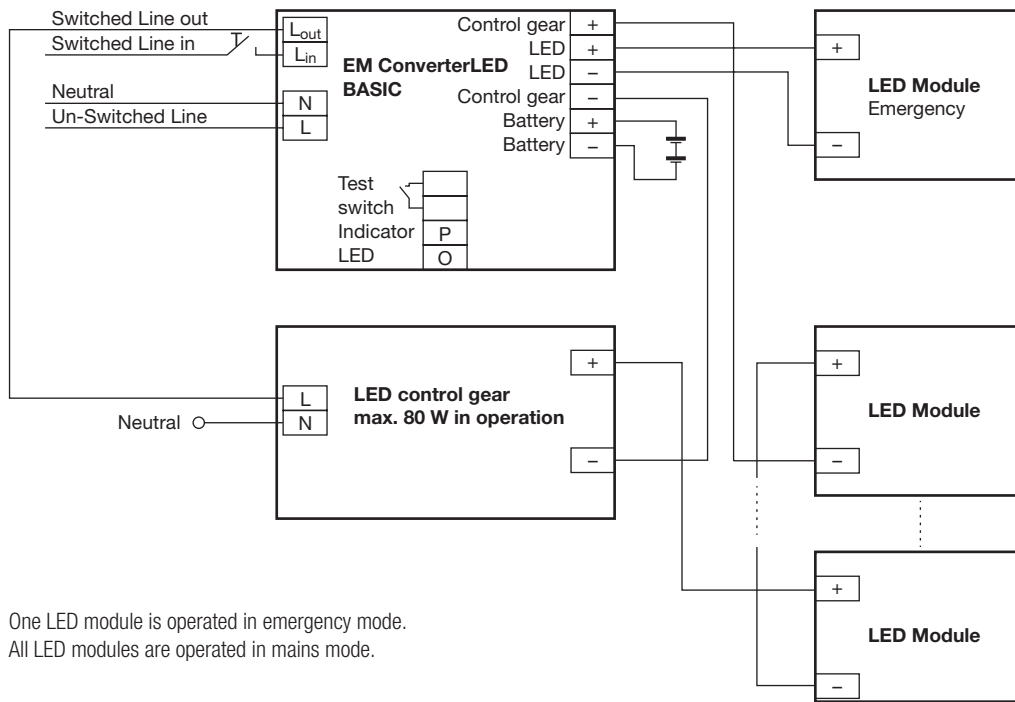 Switched Line out
Switched Line in
Neutral
Un-Switched Line
Lout
Lin
N
L
EM ConverterLED
BASIC
Control gear +
LED +
LED –
Control gear –
Battery +
Battery –
Test
switch
Indicator P
LED O
+
LED Module
Emergency
–
L
N
Neutral
LED control gear
max. 80 W in operation
+
–
+
LED Module
–
+
LED Module
–
One LED module is operated in emergency mode.
All LED modules are operated in mains mode.